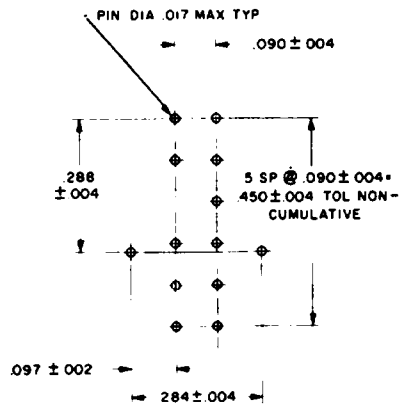 PIN DIA .017 MAX TYP
.090±.004
.288
±.004
5 SP @ .090±.004=
.450±.004 TOL NON-
CUMULATIVE
.097 ±.002
.284±.004